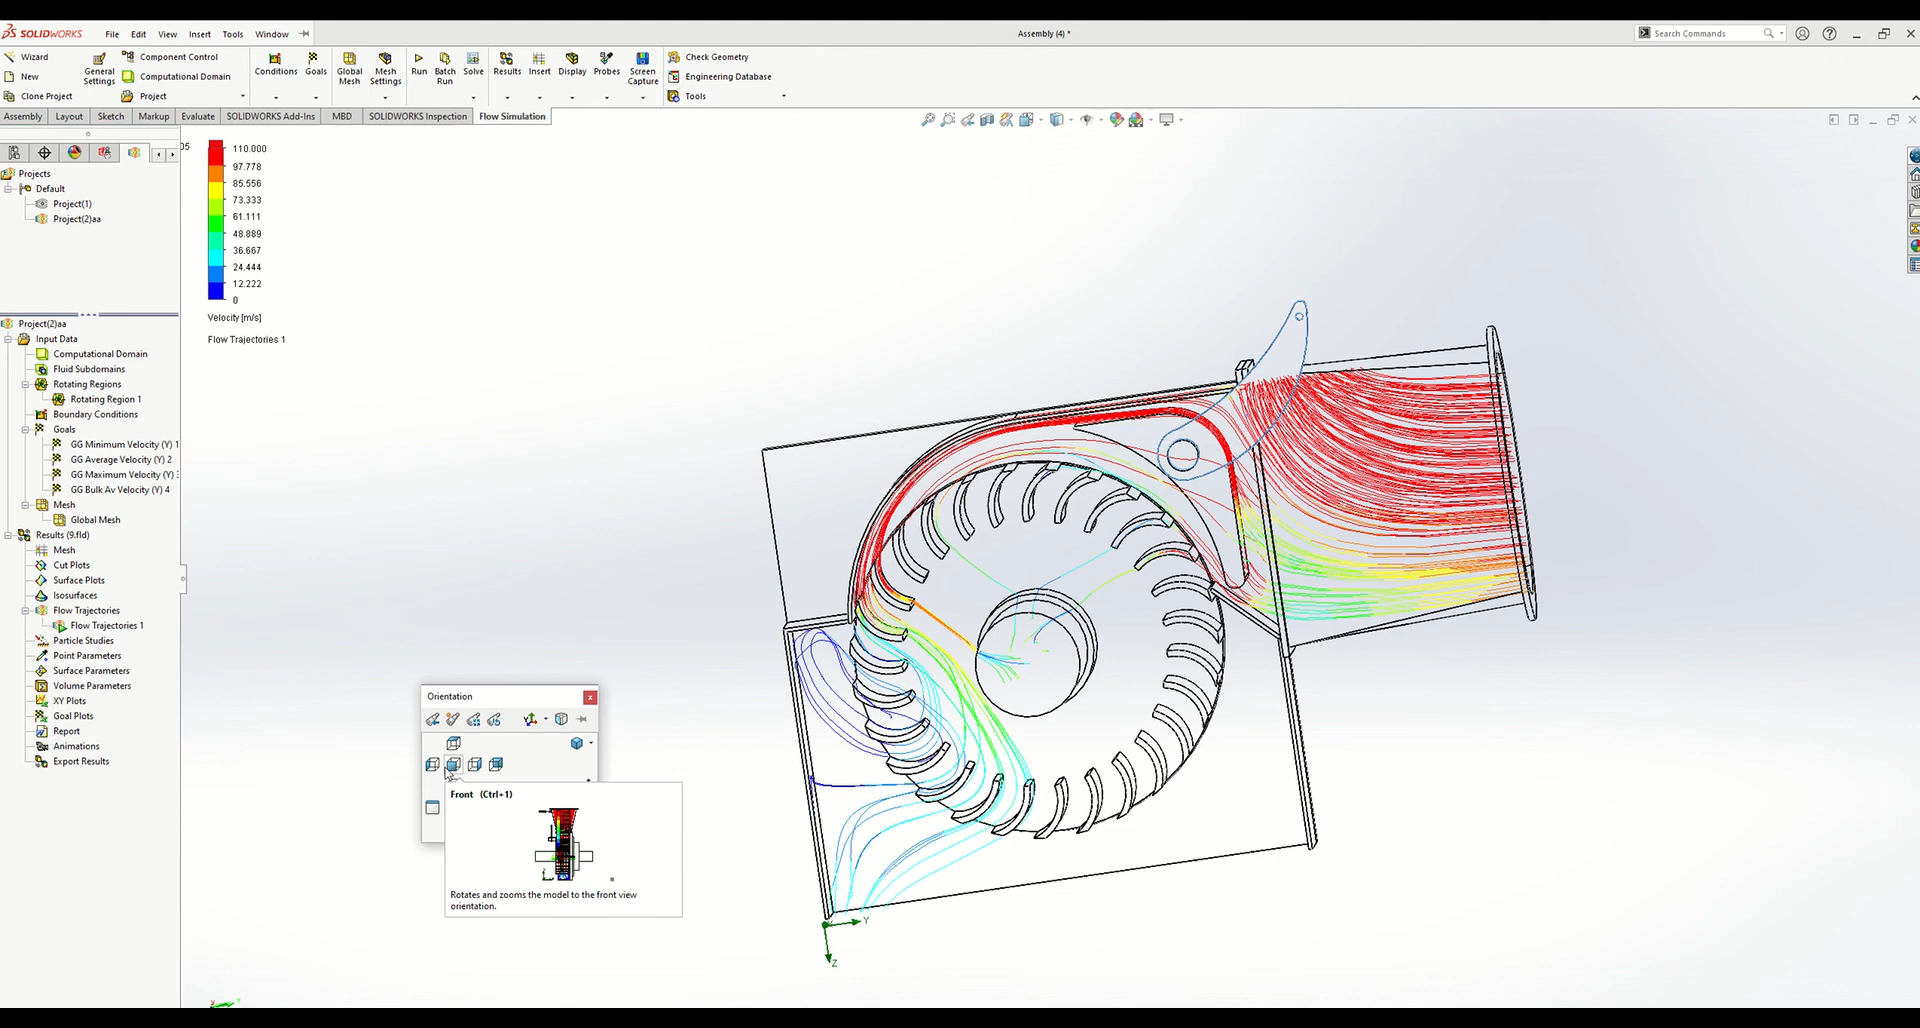 SOLIDWORKS
File Edit View Insert Tools Window
Assembly (4) *
Search Commands
Wizard
New
Clone Project
General Settings
Component Control
Computational Domain
Project
Conditions
Goals
Global Mesh
Mesh Settings
Run
Batch Run
Solve
Results
Insert
Display
Probes
Screen Capture
Check Geometry
Engineering Database
Tools
Assembly Layout Sketch Markup Evaluate SOLIDWORKS Add-Ins MBD SOLIDWORKS Inspection Flow Simulation
Projects
Default
Project(1)
Project(2)aa
Project(2)aa
Input Data
Computational Domain
Fluid Subdomains
Rotating Regions
Rotating Region 1
Boundary Conditions
Goals
GG Minimum Velocity (Y) 1
GG Average Velocity (Y) 2
GG Maximum Velocity (Y)
GG Bulk Av Velocity (Y) 4
Mesh
Global Mesh
Results (9.fld)
Mesh
Cut Plots
Surface Plots
Isosurfaces
Flow Trajectories
Flow Trajectories 1
Particle Studies
Point Parameters
Surface Parameters
Volume Parameters
XY Plots
Goal Plots
Report
Animations
Export Results
05
110.000
97.778
85.556
73.333
61.111
48.889
36.667
24.444
12.222
0
Velocity [m/s]
Flow Trajectories 1
Orientation
Front (Ctrl+1)
Rotates and zooms the model to the front view
orientation.
Y
Z